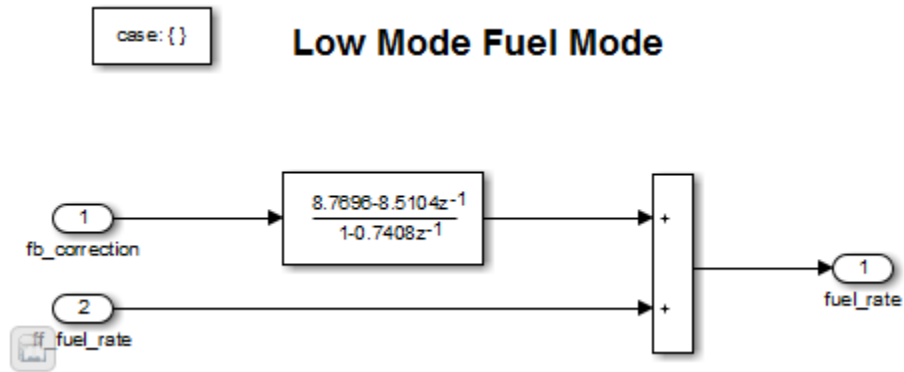 case: { }
Low Mode Fuel Mode
8.7696-8.5104z-1
1-0.7408z-1
1
fb_correction
+
2
ff_fuel_rate
+
1
fuel_rate